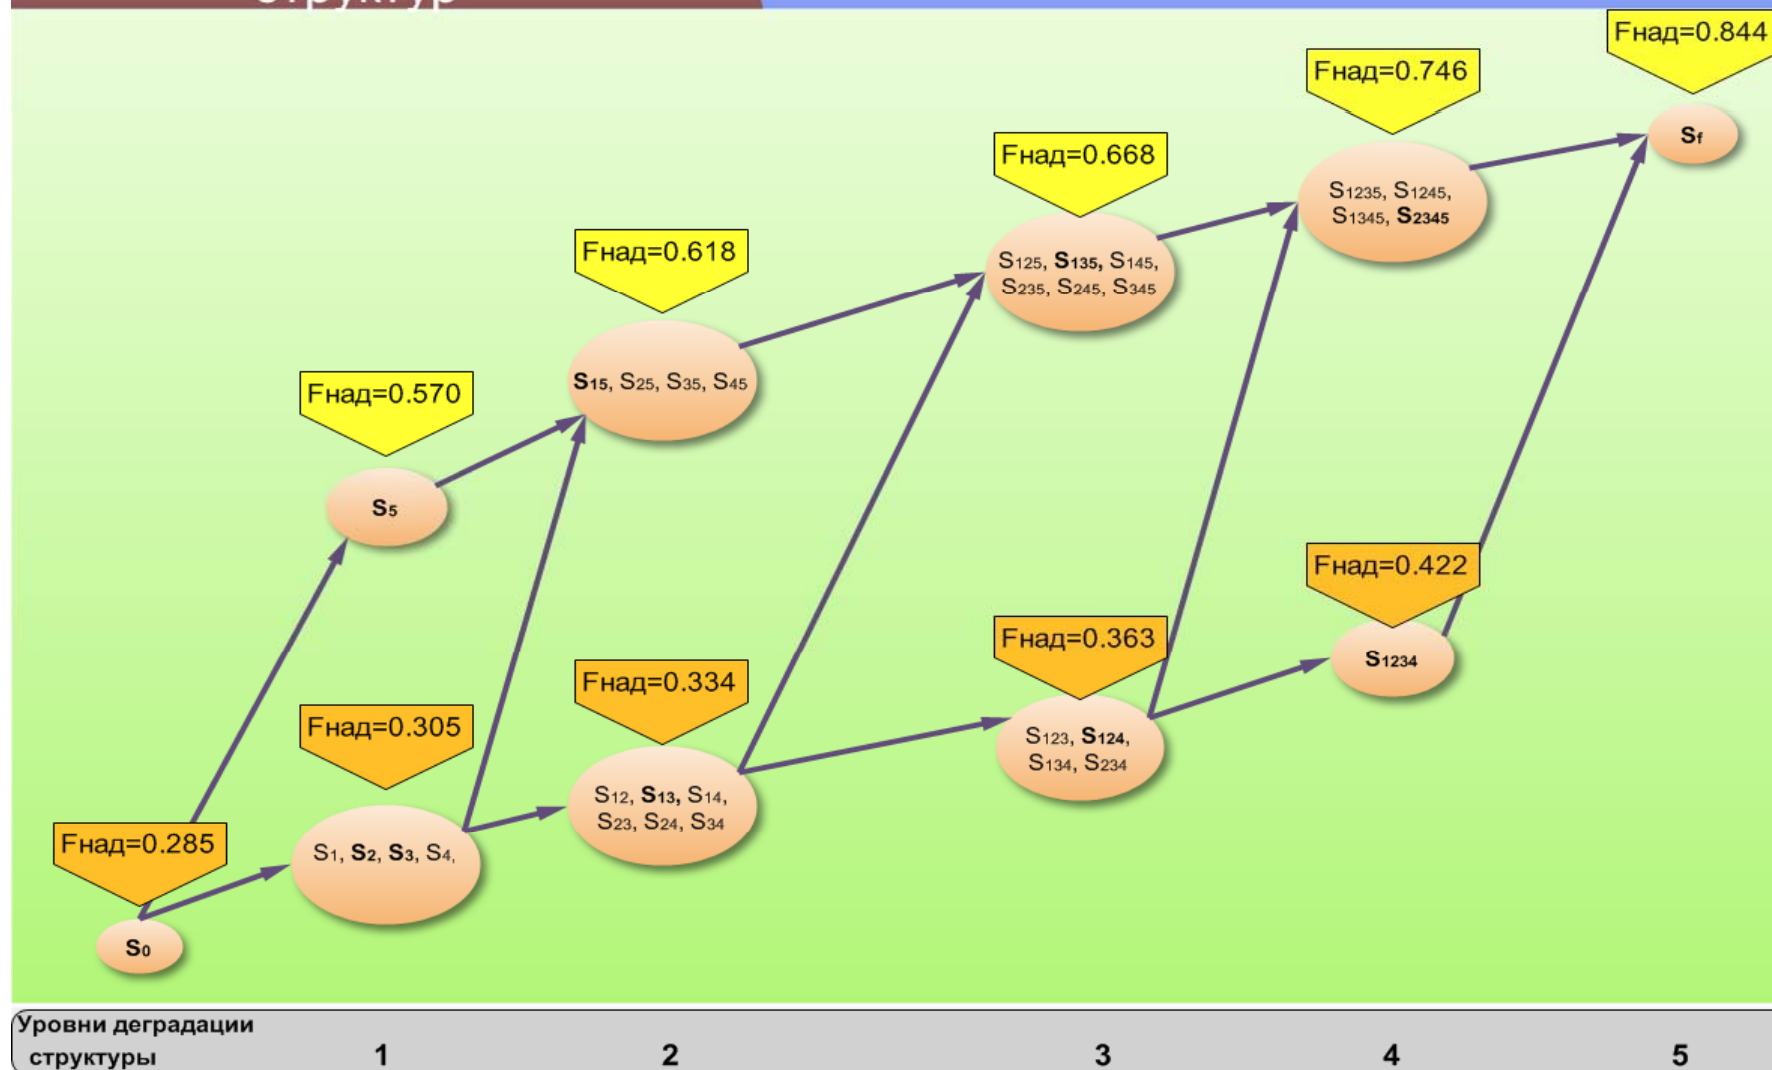 структур
Fнад=0.844
Fнад=0.746
Sf
Fнад=0.668
S1235, S1245,
S1345, S2345
Fнад=0.618
S125, S135, S145,
S235, S245, S345
Fнад=0.570
S15, S25, S35, S45
S5
Fнад=0.422
Fнад=0.363
S1234
Fнад=0.334
Fнад=0.305
S123, S124,
S134, S234
S12, S13, S14,
S23, S24, S34
Fнад=0.285
S1, S2, S3, S4,
S0
Уровни деградации
структуры 1 2 3 4 5